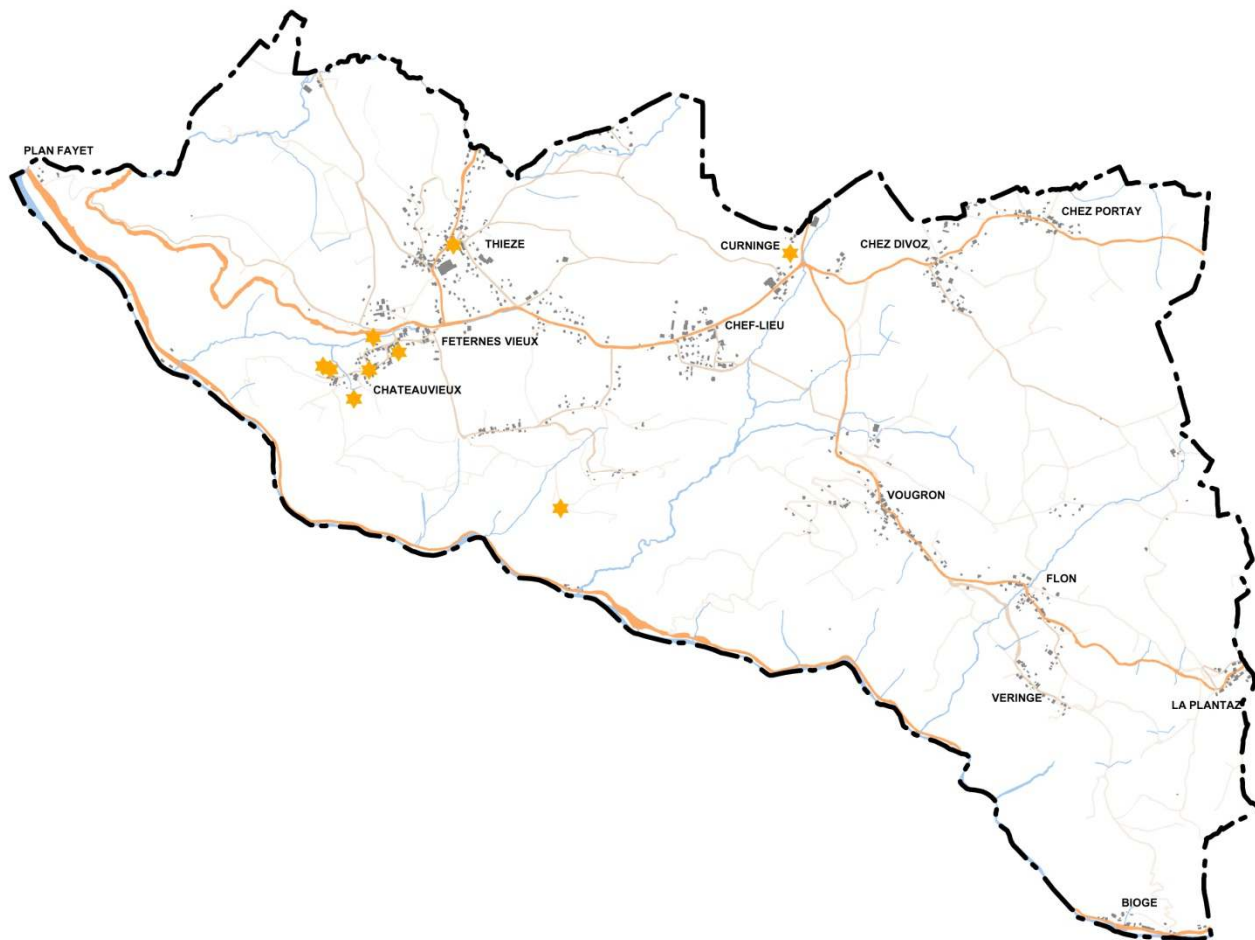 PLAN FAYET
CHEZ PORTAY
THIEZE
CURNINGE
CHEZ DIVOZ
CHEF-LIEU
FETERNES VIEUX
CHATEAUVIEUX
VOUGRON
FLON
VERINGE
LA PLANTAZ
BIOGE